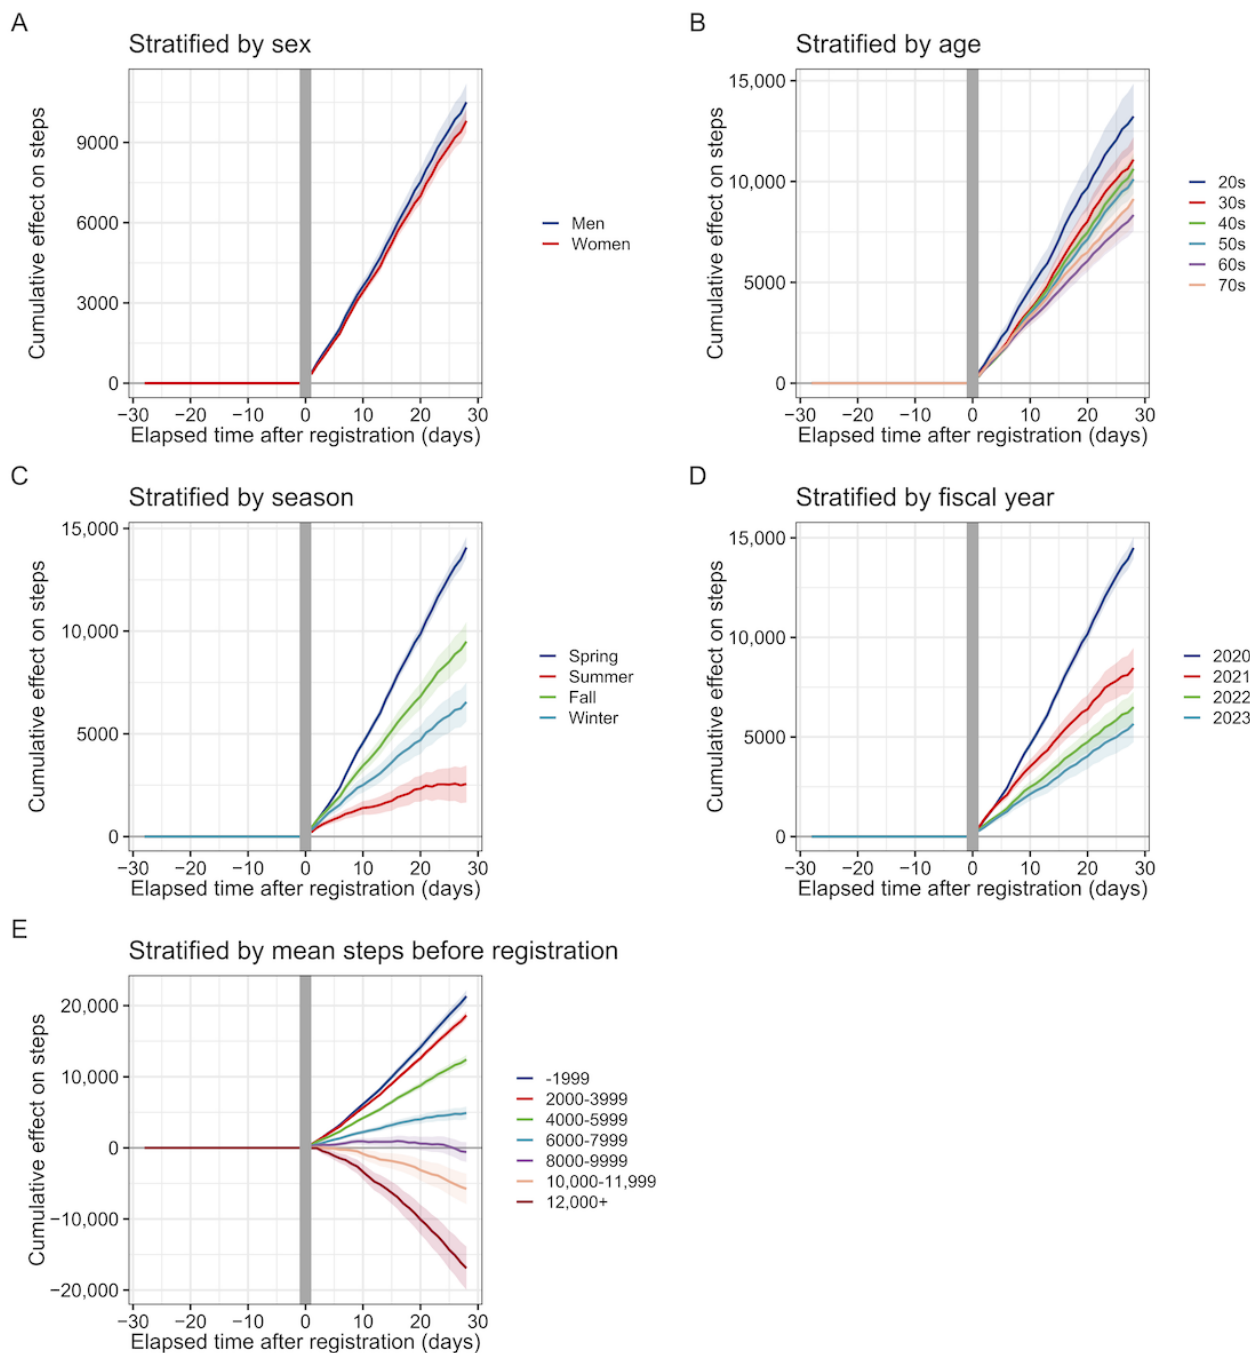 A
Stratified by sex
Cumulative effect on steps
9000
6000
3000
0
−30 −20 −10 0 10 20 30
Elapsed time after registration (days)
Men
Women
B
Stratified by age
Cumulative effect on steps
15,000
10,000
5000
0
−30 −20 −10 0 10 20 30
Elapsed time after registration (days)
20s
30s
40s
50s
60s
70s
C
Stratified by season
Cumulative effect on steps
15,000
10,000
5000
0
−30 −20 −10 0 10 20 30
Elapsed time after registration (days)
Spring
Summer
Fall
Winter
D
Stratified by fiscal year
Cumulative effect on steps
15,000
10,000
5000
0
−30 −20 −10 0 10 20 30
Elapsed time after registration (days)
2020
2021
2022
2023
E
Stratified by mean steps before registration
Cumulative effect on steps
20,000
10,000
0
−10,000
−20,000
−30 −20 −10 0 10 20 30
Elapsed time after registration (days)
-1999
2000-3999
4000-5999
6000-7999
8000-9999
10,000-11,999
12,000+